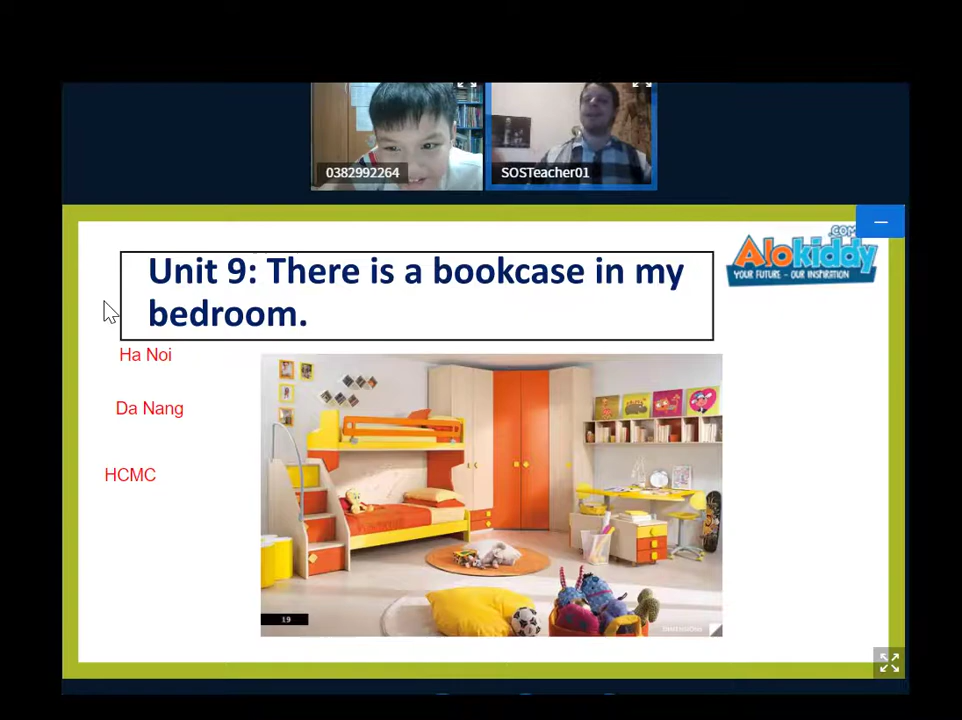 0382992264
SOSTeacher01
.COM
Alokiddy
YOUR FUTURE - OUR INSPIRATION
Unit 9: There is a bookcase in my
bedroom.
Ha Noi
Da Nang
HCMC
19